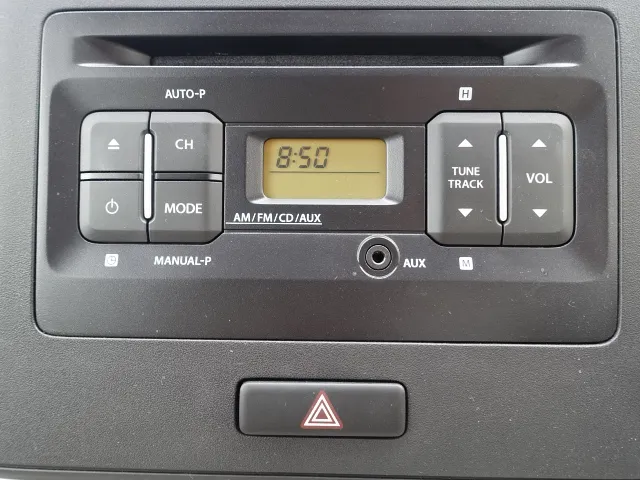 AUTO-P
H
CH
8:50
TUNE
TRACK
VOL
MODE
AM/FM/CD/AUX
C
MANUAL-P
AUX
M